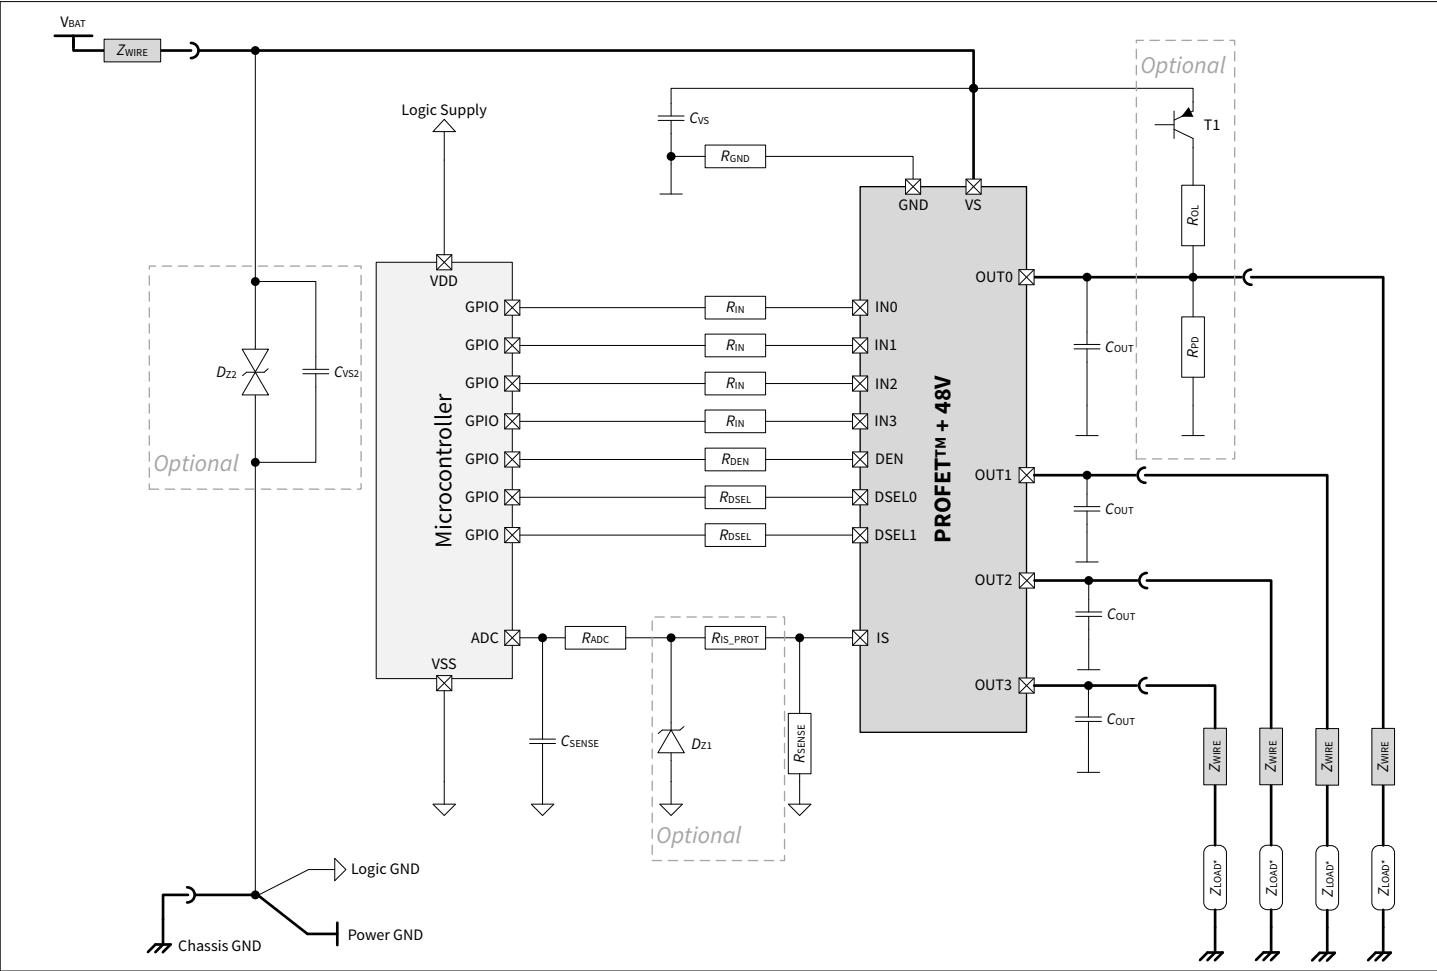 VBAT
ZWIRE
Optional
Logic Supply
CVS
T1
RGND
GND
VS
ROL
VDD
OUT0
GPIO
RIN
IN0
GPIO
RIN
IN1
COUT
RPD
DZ2
CVS2
GPIO
RIN
IN2
GPIO
RIN
IN3
Microcontroller
PROFET™ + 48V
Optional
GPIO
RDEN
DEN
OUT1
GPIO
RDSEL
DSEL0
COUT
GPIO
RDSEL
DSEL1
OUT2
COUT
ADC
RADC
RIS_PROT
IS
VSS
OUT3
COUT
CSENSE
DZ1
RSENSE
ZWIRE
ZWIRE
ZWIRE
ZWIRE
Optional
Logic GND
ZLOAD*
ZLOAD*
ZLOAD*
ZLOAD*
Power GND
Chassis GND